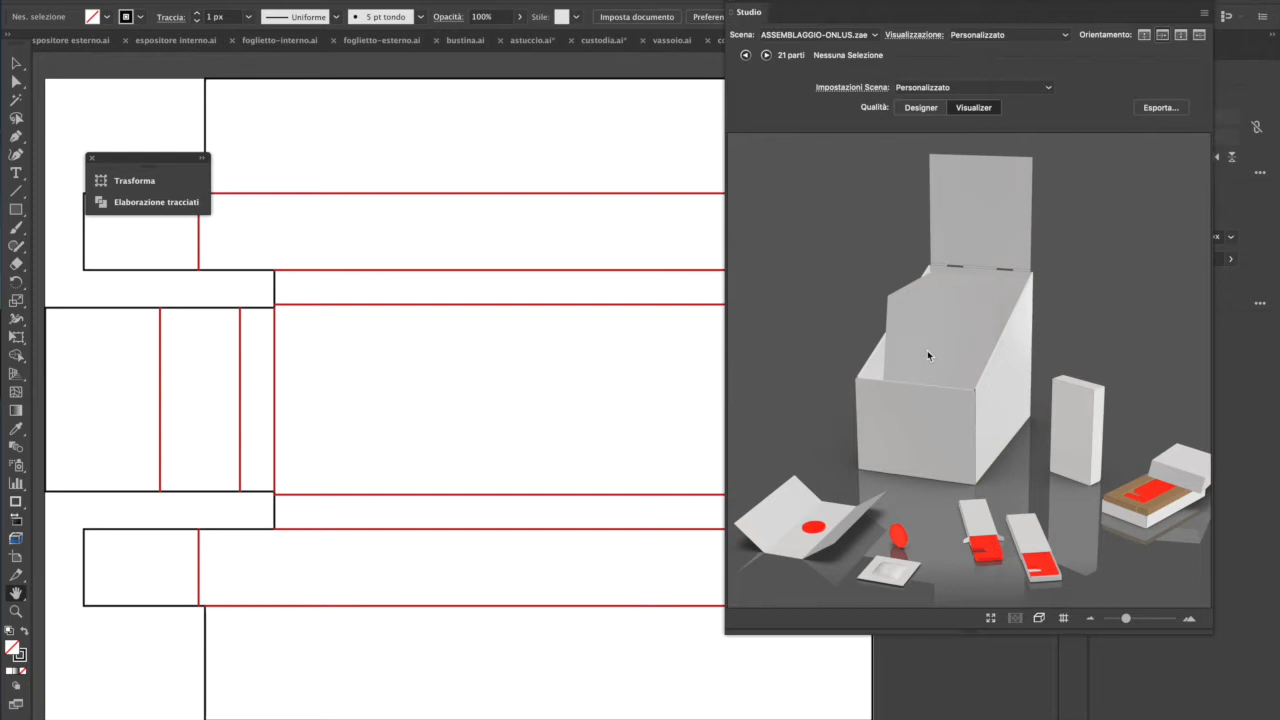 Studio
Nes. selezione
Traccia:
1 px
Uniforme
5 pt tondo
Opacità:
100%
Stile:
Imposta documento
Preferen
Scena:
ASSEMBLAGGIO-ONLUS.zae
Visualizzazione:
Personalizzato
Orientamento:
spositore esterno.ai
espositore interno.ai
foglietto-interno.ai
foglietto-esterno.ai
bustina.ai
astuccio.ai*
custodia.ai*
vassoio.ai
21 parti
Nessuna Selezione
Impostazioni Scena:
Personalizzato
Qualità:
Designer
Visualizer
Esporta...
Trasforma
Elaborazione tracciati